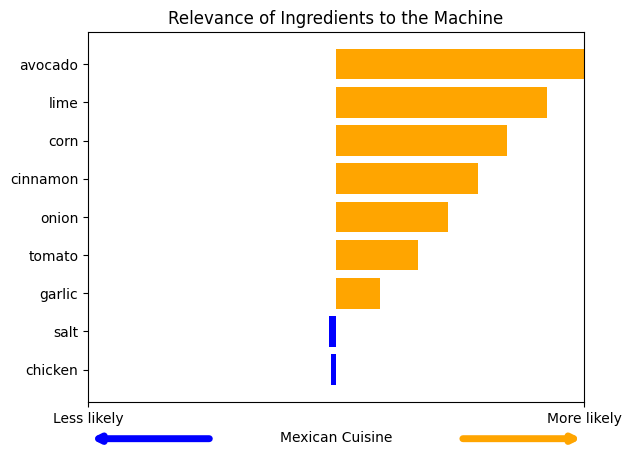 Relevance of Ingredients to the Machine
avocado
lime
corn
cinnamon
onion
tomato
garlic
salt
chicken
Less likely
More likely
Mexican Cuisine